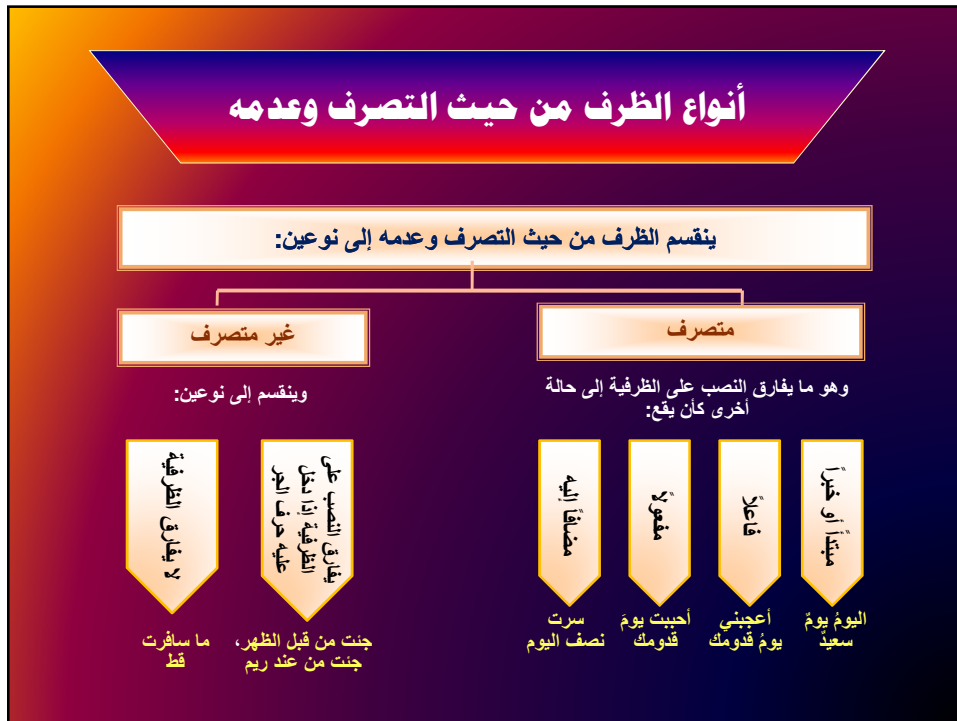 أنواع الظرف من حيث التصرف وعدمه
ينقسم الظرف من حيث التصرف وعدمه إلى نوعين:
متصرف
وهو ما يفارق النصب على الظرفية إلى حالة
أخرى كأن يقع:
مبتدأً أو خبراً
اليومُ يومٌ
سعيدٌ
فاعلاً
أعجبني
يومُ قدومك
مفعولاً
أحببت يومَ
قدومك
مضافاً إليه
سرت
نصف اليوم
غير متصرف
وينقسم إلى نوعين:
يفارق النصب على
الظرفية إذا دخل
عليه حرف الجر
جئت من قبل الظهر،
جئت من عند ريم
لا يفارق الظرفية
ما سافرت
قط